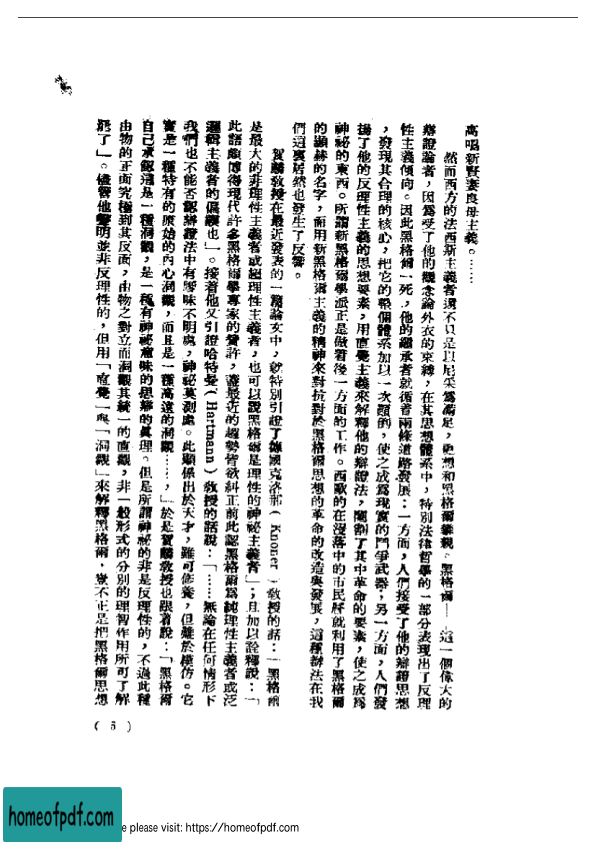 高唱新賢妻良母主義。……
然而西方的法西斯主義者還不只是以尼采爲滿足,更想和黑格爾攀親。黑格爾——這一個偉大的
辯證論者,因爲受了他的觀念論外衣的束縛,在其思想體系中,特別法律哲學的一部分表現出了反理
性主義傾向。因此黑格爾一死,他的繼承者就循着兩條道路發展:一方面,人們接受了他的辯證思想
,發現其合理的核心,把它的整個體系加以一次顚倒,使之成爲現實的鬥爭武器;另一方面,人們發
揚了他的反理性主義的思想要素,用直覺主義來解釋他的辯證法,閹割了其中革命的要素,使之成爲
神祕的東西。所謂新黑格爾學派正是做着後一方面的工作。西歐的在沒落中的市民層就利用了黑格爾
的顯赫的名字,而用新黑格爾主義的精神來對抗對於黑格爾思想的革命的改造與發展,這種辦法在我
們這裏居然也發生了反響。
賀麟敎授在最近發表的一篇論文中,就特別引證了德國克洛那(Knoner)敎授的話:「黑格爾
是最大的非理性主義者或超理性主義者,也可以說黑格爾是理性的神祕主義者」;且加以詮釋說:「
此語頗博得現代許多黑格爾學專家的贊許,蓋最近的趨勢皆欲糾正前此認黑格爾爲純理性主義者或泛
邏輯主義者的偏謬也」。接着他又引證哈特曼(Hartmann)敎授的話說:「……無論在任何情形下
我們也不能否認辯證法中有曖昧不明處,神祕莫測處。此類係出於天才,雖可修養,但難於模仿。它
實是一種特有的原始的內心洞觀,而且是一種高遠的洞觀……,」於是賀麟敎授也跟着說:「黑格爾
自己承認這是一種洞觀,是一種有神祕意味的思辯的眞理。但是所謂神祕的非是反理性的,不過此種
由物的正面究極到其反面,由物之對立而洞觀其統一的直觀,非一般形式的分別的理智作用所可了解
罷了」。儘管他聲明並非反理性的,但用「直覺」與「洞觀」來解釋黑格爾,豈不正是把黑格爾思想
( 5 )
homeofpdf.com
e please visit: https://homeofpdf.com